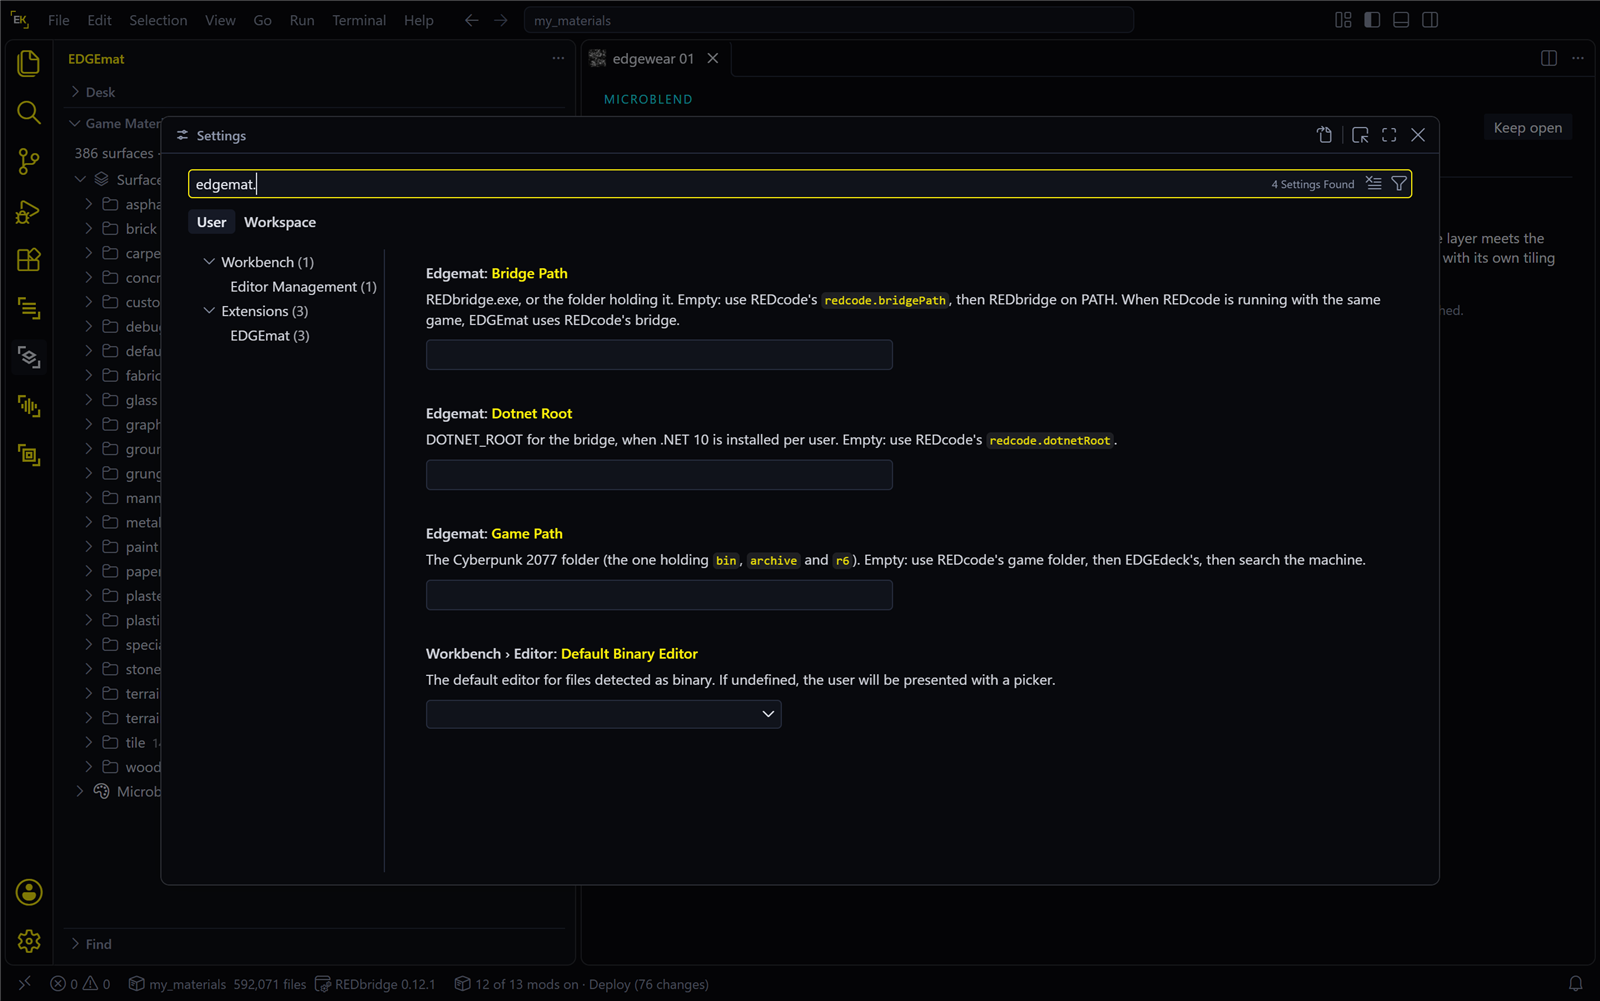 EK
File Edit Selection View Go Run Terminal Help
my_materials
EDGEmat
edgewear 01
Desk
MICROBLEND
Game Mater
Keep open
386 surfaces
Surface
aspha
brick
carpe
concr
custo
debu
defau
fabric
glass
graph
groun
grung
mann
metal
paint
paper
plaste
plasti
specia
stone
terrai
terrai
tile 14
wood
Microb
Find
layer meets the
with its own tiling
hed.
Settings
edgemat.
4 Settings Found
User Workspace
Workbench (1)
Editor Management (1)
Extensions (3)
EDGEmat (3)
Edgemat: Bridge Path
REDbridge.exe, or the folder holding it. Empty: use REDcode's redcode.bridgePath, then REDbridge on PATH. When REDcode is running with the same
game, EDGEmat uses REDcode's bridge.
Edgemat: Dotnet Root
DOTNET_ROOT for the bridge, when .NET 10 is installed per user. Empty: use REDcode's redcode.dotnetRoot.
Edgemat: Game Path
The Cyberpunk 2077 folder (the one holding bin, archive and r6). Empty: use REDcode's game folder, then EDGEdeck's, then search the machine.
Workbench › Editor: Default Binary Editor
The default editor for files detected as binary. If undefined, the user will be presented with a picker.
0 0 my_materials 592,071 files REDbridge 0.12.1 12 of 13 mods on · Deploy (76 changes)